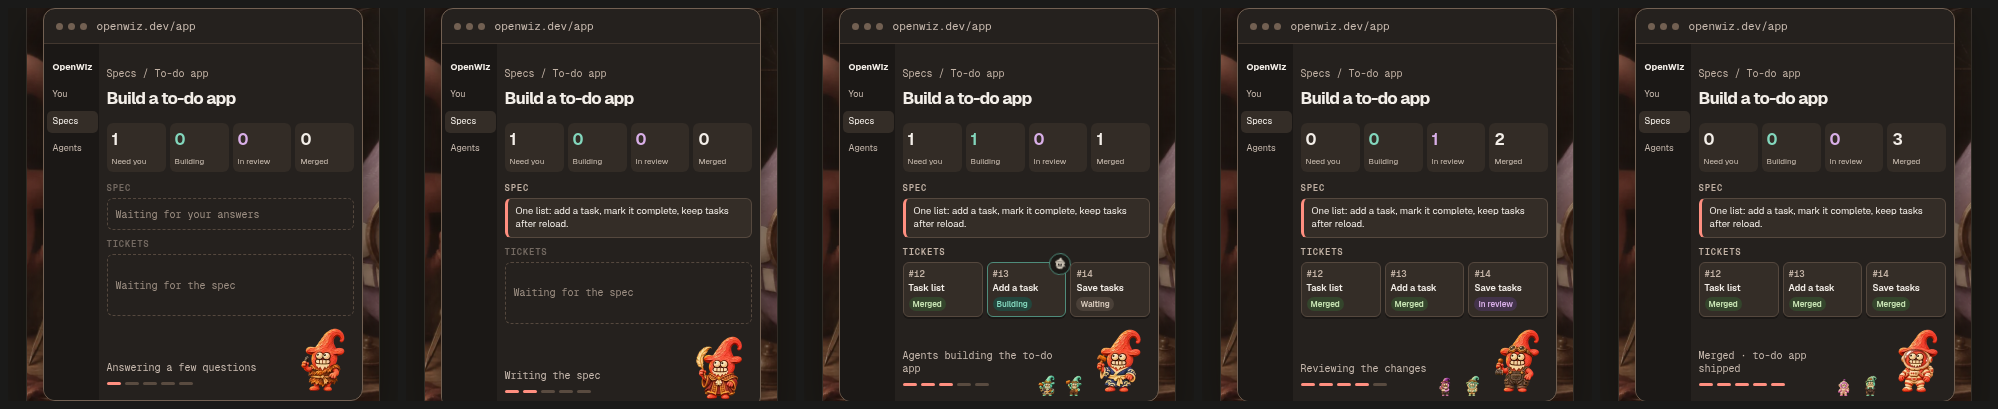 openwiz.dev/app
OpenWiz
You
Specs
Agents
Specs / To-do app
Build a to-do app
1
Need you
0
Building
0
In review
0
Merged
SPEC
Waiting for your answers
TICKETS
Waiting for the spec
Answering a few questions
openwiz.dev/app
OpenWiz
You
Specs
Agents
Specs / To-do app
Build a to-do app
1
Need you
0
Building
0
In review
0
Merged
SPEC
One list: add a task, mark it complete, keep tasks
after reload.
TICKETS
Waiting for the spec
Writing the spec
openwiz.dev/app
OpenWiz
You
Specs
Agents
Specs / To-do app
Build a to-do app
1
Need you
1
Building
0
In review
1
Merged
SPEC
One list: add a task, mark it complete, keep tasks
after reload.
TICKETS
#12
Task list
Merged
#13
Add a task
Building
#14
Save tasks
Waiting
Agents building the to-do
app
openwiz.dev/app
OpenWiz
You
Specs
Agents
Specs / To-do app
Build a to-do app
0
Need you
0
Building
1
In review
2
Merged
SPEC
One list: add a task, mark it complete, keep tasks
after reload.
TICKETS
#12
Task list
Merged
#13
Add a task
Merged
#14
Save tasks
In review
Reviewing the changes
openwiz.dev/app
OpenWiz
You
Specs
Agents
Specs / To-do app
Build a to-do app
0
Need you
0
Building
0
In review
3
Merged
SPEC
One list: add a task, mark it complete, keep tasks
after reload.
TICKETS
#12
Task list
Merged
#13
Add a task
Merged
#14
Save tasks
Merged
Merged · to-do app
shipped